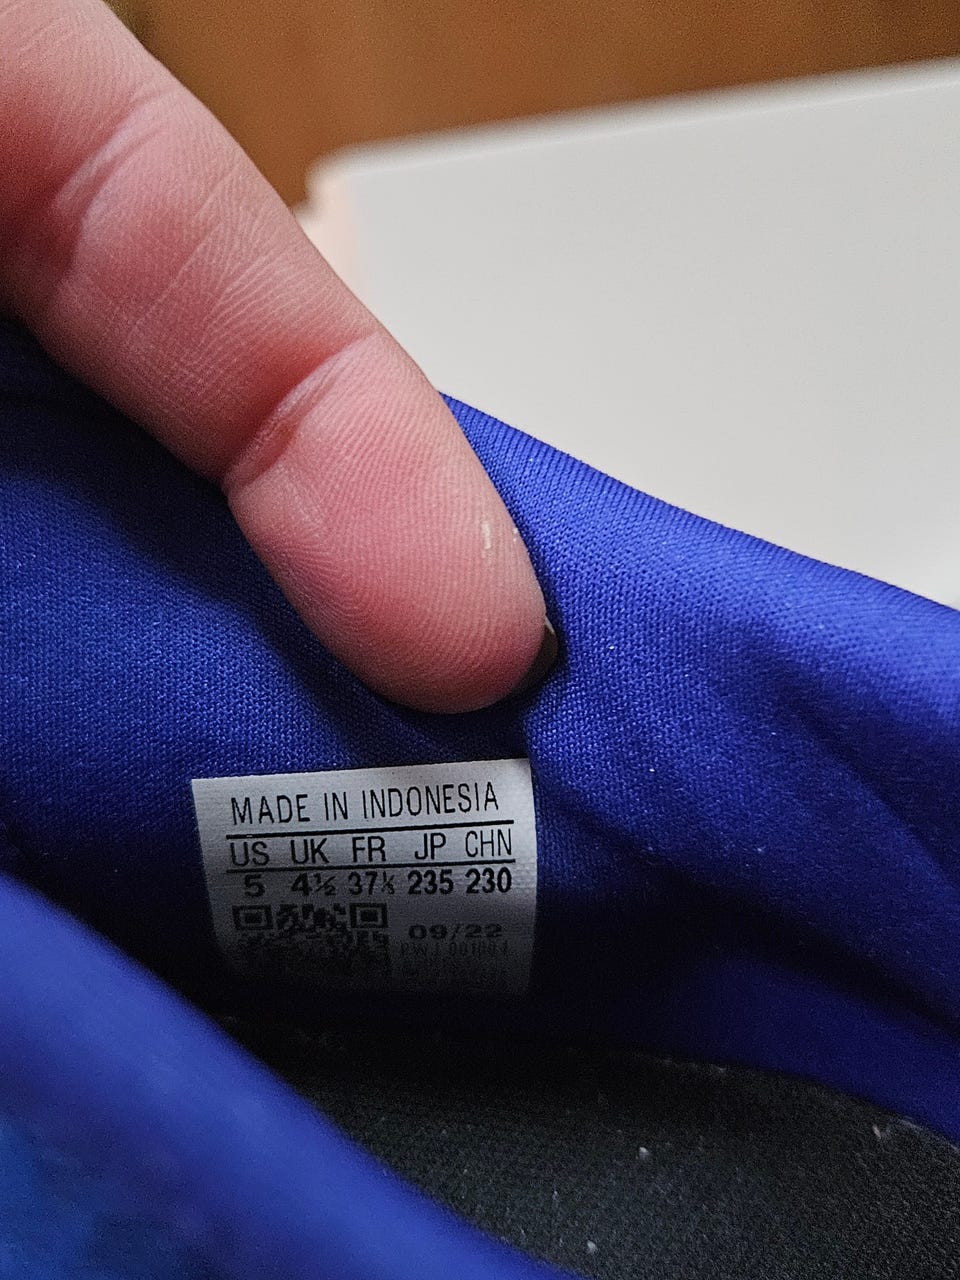 MADE IN INDONESIA
US UK FR JP CHN
5 4½ 37⅓ 235 230
09/22